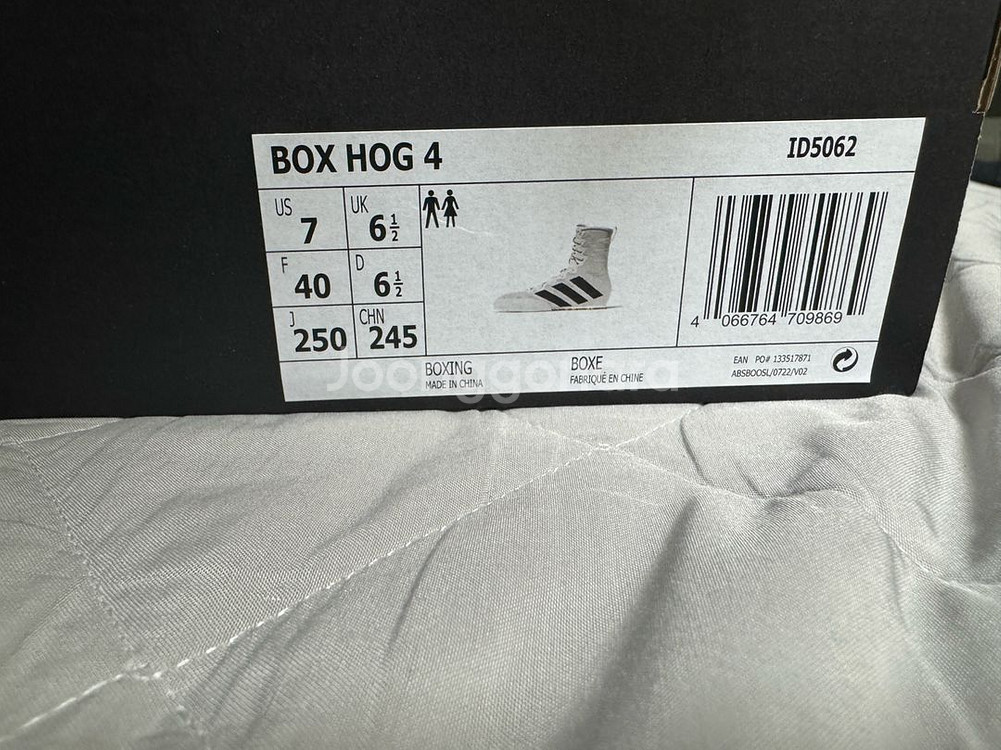 BOX HOG 4
ID5062
US 7
UK 6½
F 40
D 6½
J 250
CHN 245
4 066764 709869
BOXING
MADE IN CHINA
BOXE
FABRIQUÉ EN CHINE
EAN PO# 133517871
ABSBOOSL/0722/V02